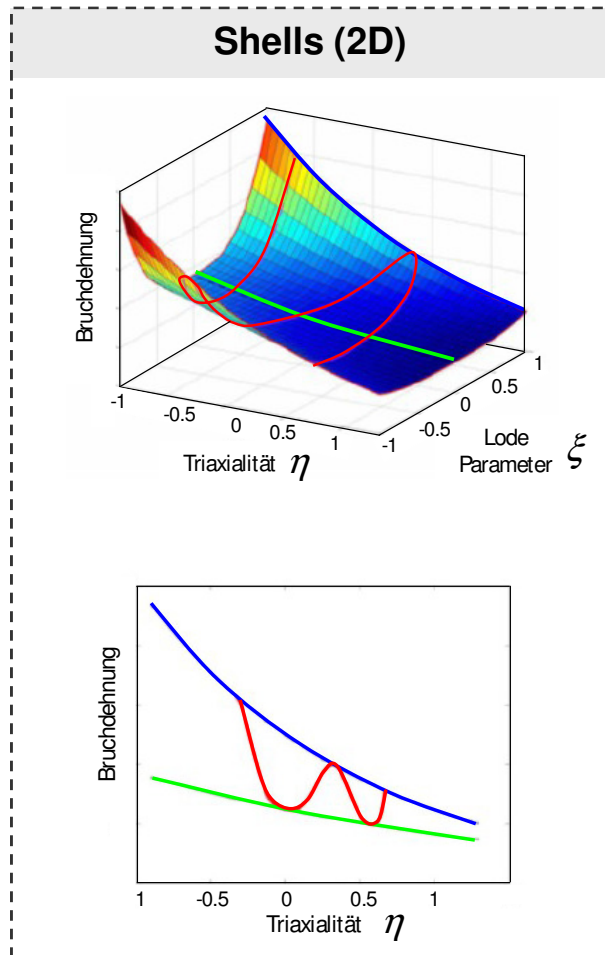 Shells (2D)
Bruchdehnung
-1
-0.5
0
0.5
1
-1
-0.5
0
0.5
1
Triaxialität η
Lode
Parameter ξ
Bruchdehnung
1
-0.5
0
0.5
1
Triaxialität η